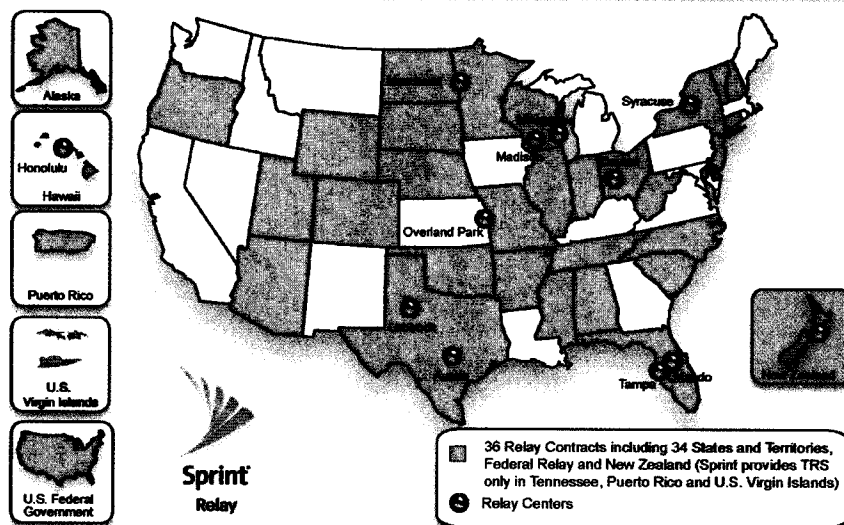 Alaska
Honolulu
Hawaii
Puerto Rico
U.S.
Virgin Islands
U.S. Federal
Government
Syracuse
Madison
Overland Park
Tampa
Sprint
Relay
36 Relay Contracts including 34 States and Territories,
Federal Relay and New Zealand (Sprint provides TRS
only in Tennessee, Puerto Rico and U.S. Virgin Islands)
Relay Centers